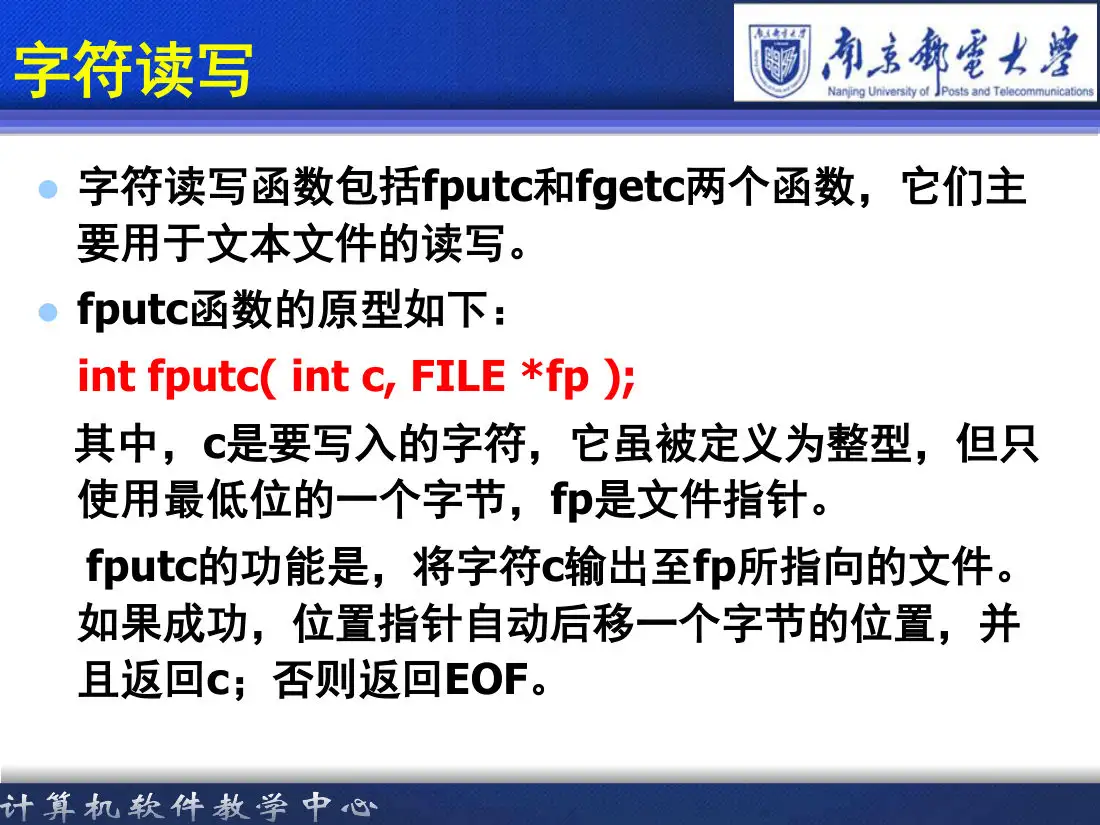 字符读写
南京邮电大学
Nanjing University of Posts and Telecommunications
字符读写函数包括fputc和fgetc两个函数，它们主
要用于文本文件的读写。
fputc函数的原型如下：
int fputc( int c, FILE *fp );
其中，c是要写入的字符，它虽被定义为整型，但只
使用最低位的一个字节，fp是文件指针。
fputc的功能是，将字符c输出至fp所指向的文件。
如果成功，位置指针自动后移一个字节的位置，并
且返回c；否则返回EOF。
计算机软件教学中心